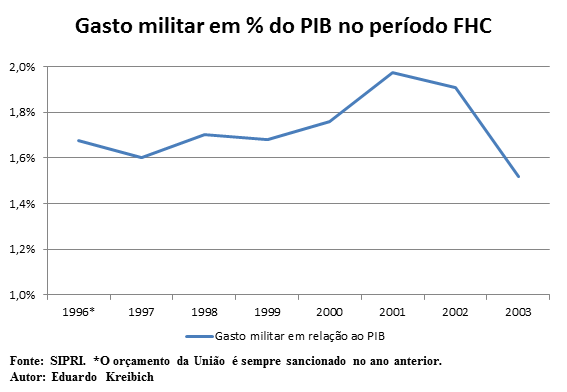 Gasto militar em % do PIB no período FHC
2,0%
1,8%
1,6%
1,4%
1,2%
1,0%
1996* 1997 1998 1999 2000 2001 2002 2003
Gasto militar em relação ao PIB
Fonte: SIPRI. *O orçamento da União é sempre sancionado no ano anterior.
Autor: Eduardo Kreibich